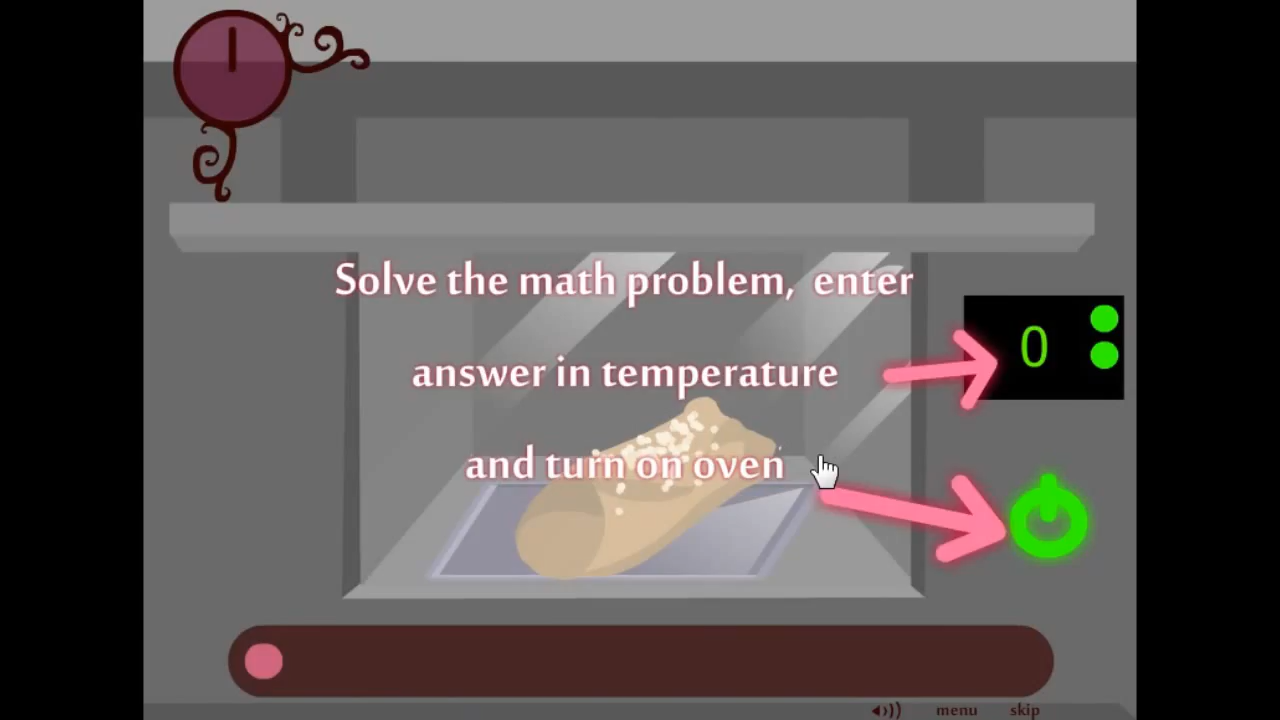 Solve the math problem, enter
0
answer in temperature
and turn on oven
menu skip